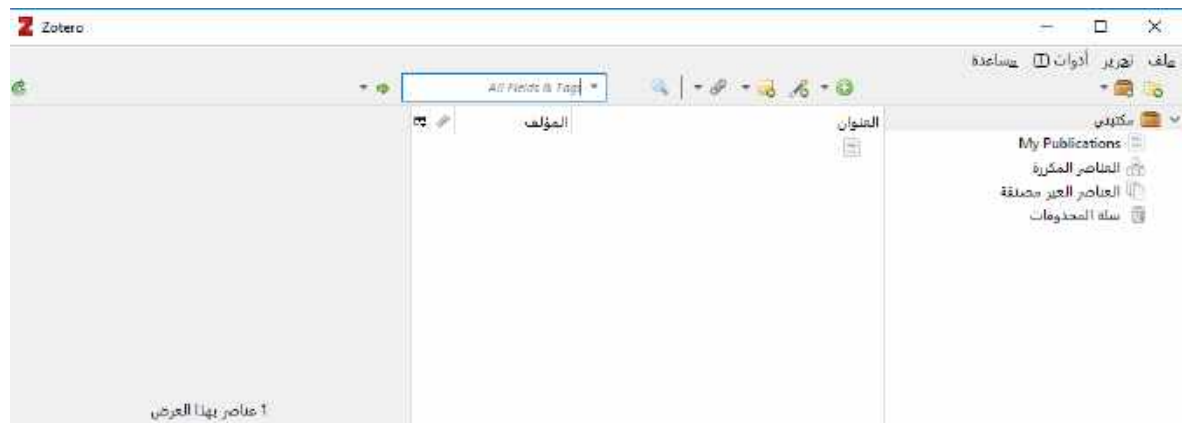 Zotero
ملف تحرير أدوات (T) مساعدة
All Fields & Tags
مكتبتي
العنوان
المؤلف
My Publications
العناصر المكررة
العناصر الغير مصنفة
سلة المحذوفات
1 عناصر بهذا العرض